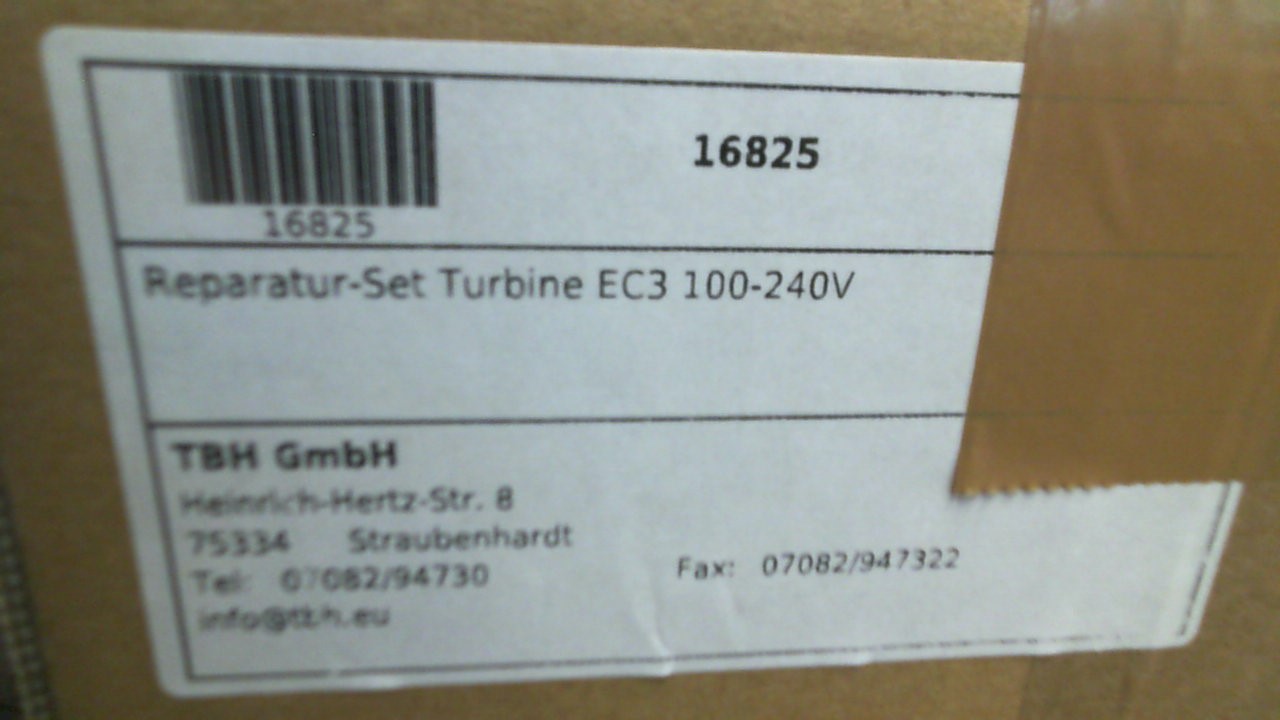 16825
16825
Reparatur-Set Turbine EC3 100-240V
TBH GmbH
Heinrich-Hertz-Str. 8
75334 Straubenhardt
Tel: 07082/94730 Fax: 07082/947322
info@tbh.eu